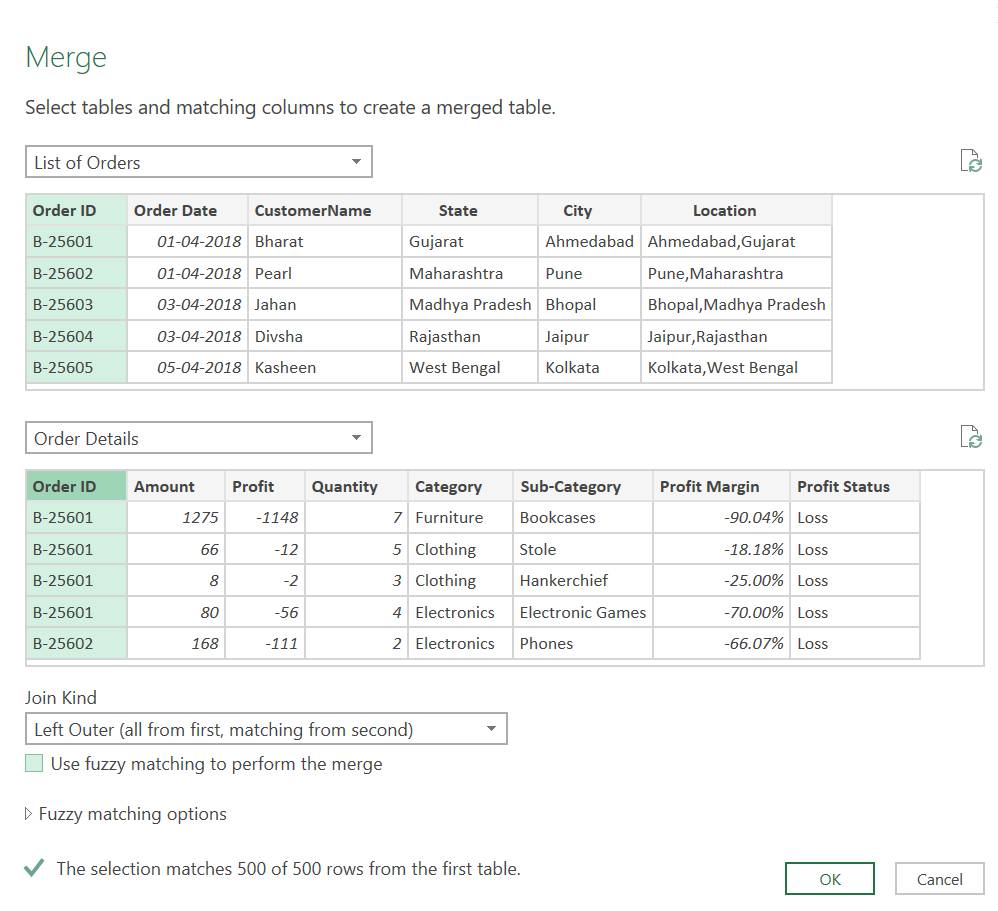 Merge
Select tables and matching columns to create a merged table.
List of Orders
Order ID Order Date CustomerName State City Location
B-25601 01-04-2018 Bharat Gujarat Ahmedabad Ahmedabad,Gujarat
B-25602 01-04-2018 Pearl Maharashtra Pune Pune,Maharashtra
B-25603 03-04-2018 Jahan Madhya Pradesh Bhopal Bhopal,Madhya Pradesh
B-25604 03-04-2018 Divsha Rajasthan Jaipur Jaipur,Rajasthan
B-25605 05-04-2018 Kasheen West Bengal Kolkata Kolkata,West Bengal
Order Details
Order ID Amount Profit Quantity Category Sub-Category Profit Margin Profit Status
B-25601 1275 -1148 7 Furniture Bookcases -90.04% Loss
B-25601 66 -12 5 Clothing Stole -18.18% Loss
B-25601 8 -2 3 Clothing Hankerchief -25.00% Loss
B-25601 80 -56 4 Electronics Electronic Games -70.00% Loss
B-25602 168 -111 2 Electronics Phones -66.07% Loss
Join Kind
Left Outer (all from first, matching from second)
Use fuzzy matching to perform the merge
Fuzzy matching options
The selection matches 500 of 500 rows from the first table.
OK Cancel